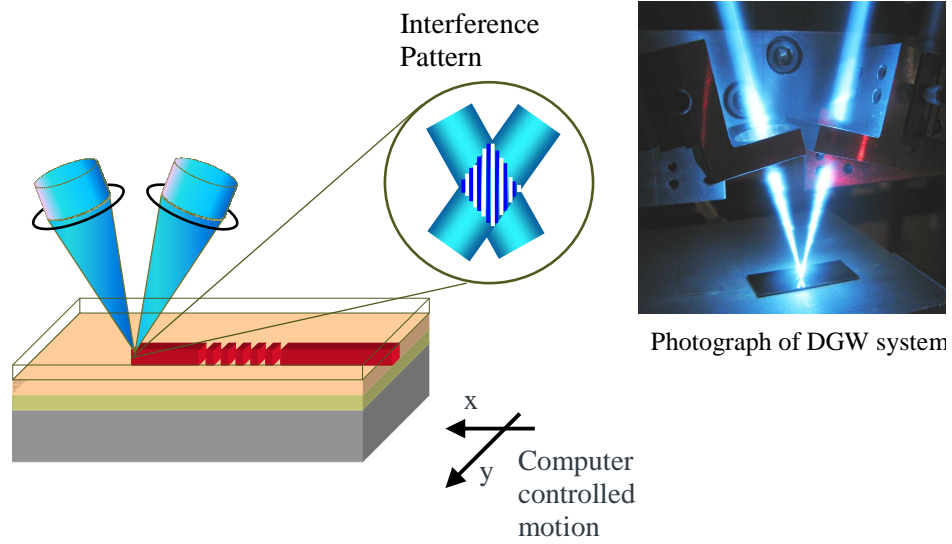 Interference
Pattern
Photograph of DGW system
x
y
Computer
controlled
motion